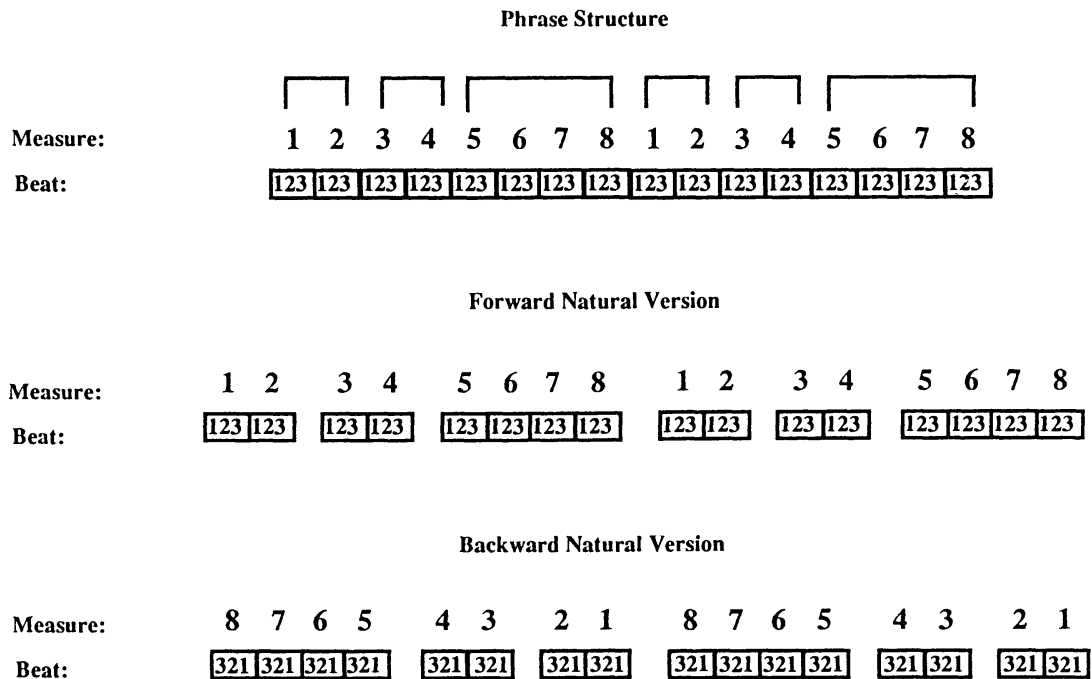 Phrase Structure
Measure: 1 2 3 4 5 6 7 8 1 2 3 4 5 6 7 8
Beat: 123 123 123 123 123 123 123 123 123 123 123 123 123 123 123 123
Forward Natural Version
Measure: 1 2 3 4 5 6 7 8 1 2 3 4 5 6 7 8
Beat: 123 123 123 123 123 123 123 123 123 123 123 123 123 123 123 123
Backward Natural Version
Measure: 8 7 6 5 4 3 2 1 8 7 6 5 4 3 2 1
Beat: 321 321 321 321 321 321 321 321 321 321 321 321 321 321 321 321